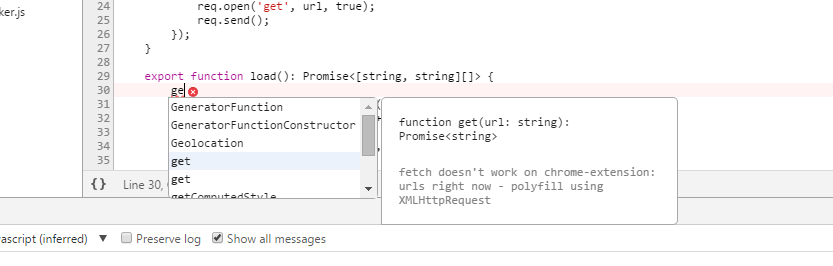 ker.js
24 req.open('get', url, true);
25 req.send();
26 });
27 }
28
29 export function load(): Promise<[string, string][]> {
30 ge
31 (
32
33
34 ,
35
GeneratorFunction
GeneratorFunctionConstructor
Geolocation
get
get
getComputedStyle
function get(url: string):
Promise<string>
fetch doesn't work on chrome-extension:
urls right now - polyfill using
XMLHttpRequest
{} Line 30,
ascript (inferred) ▼ Preserve log Show all messages